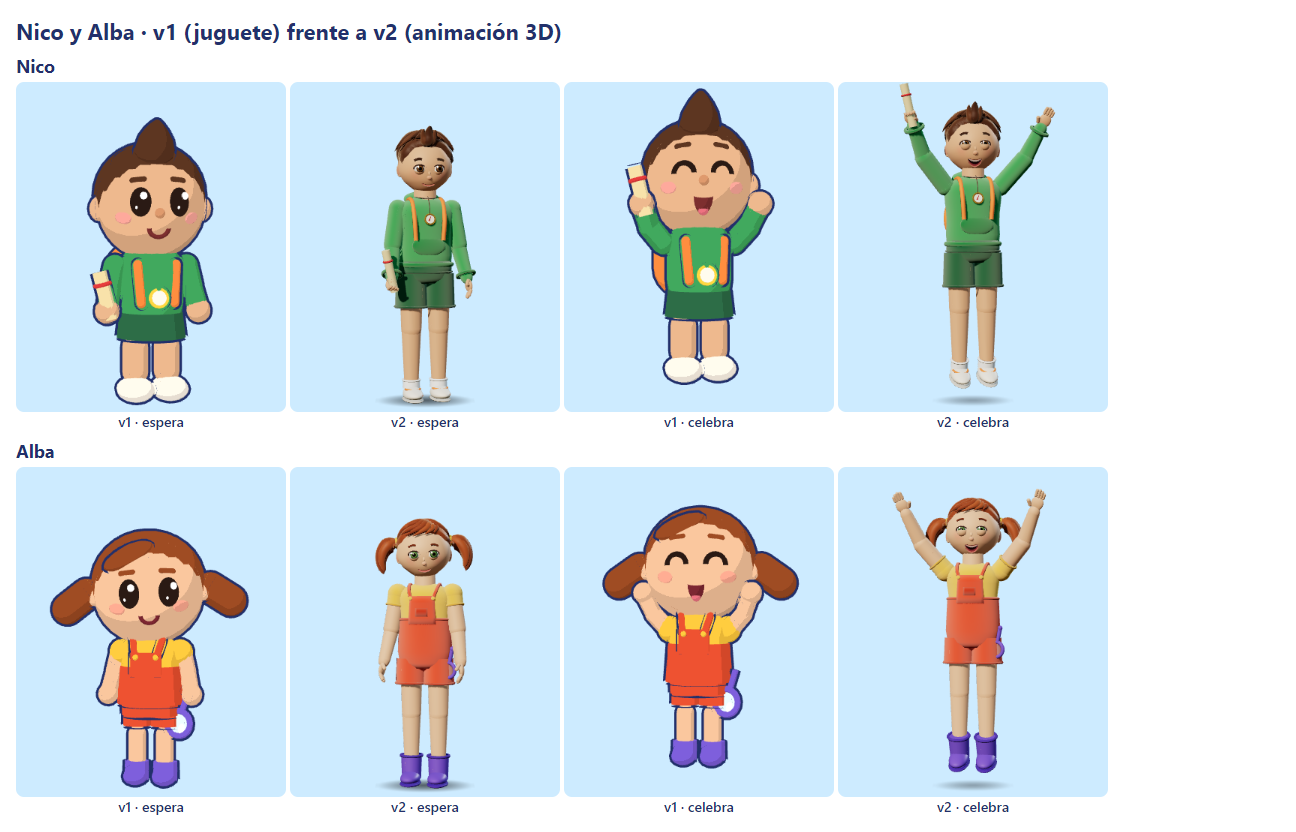 Nico y Alba · v1 (juguete) frente a v2 (animación 3D)
Nico
v1 · espera
v2 · espera
v1 · celebra
v2 · celebra
Alba
v1 · espera
v2 · espera
v1 · celebra
v2 · celebra